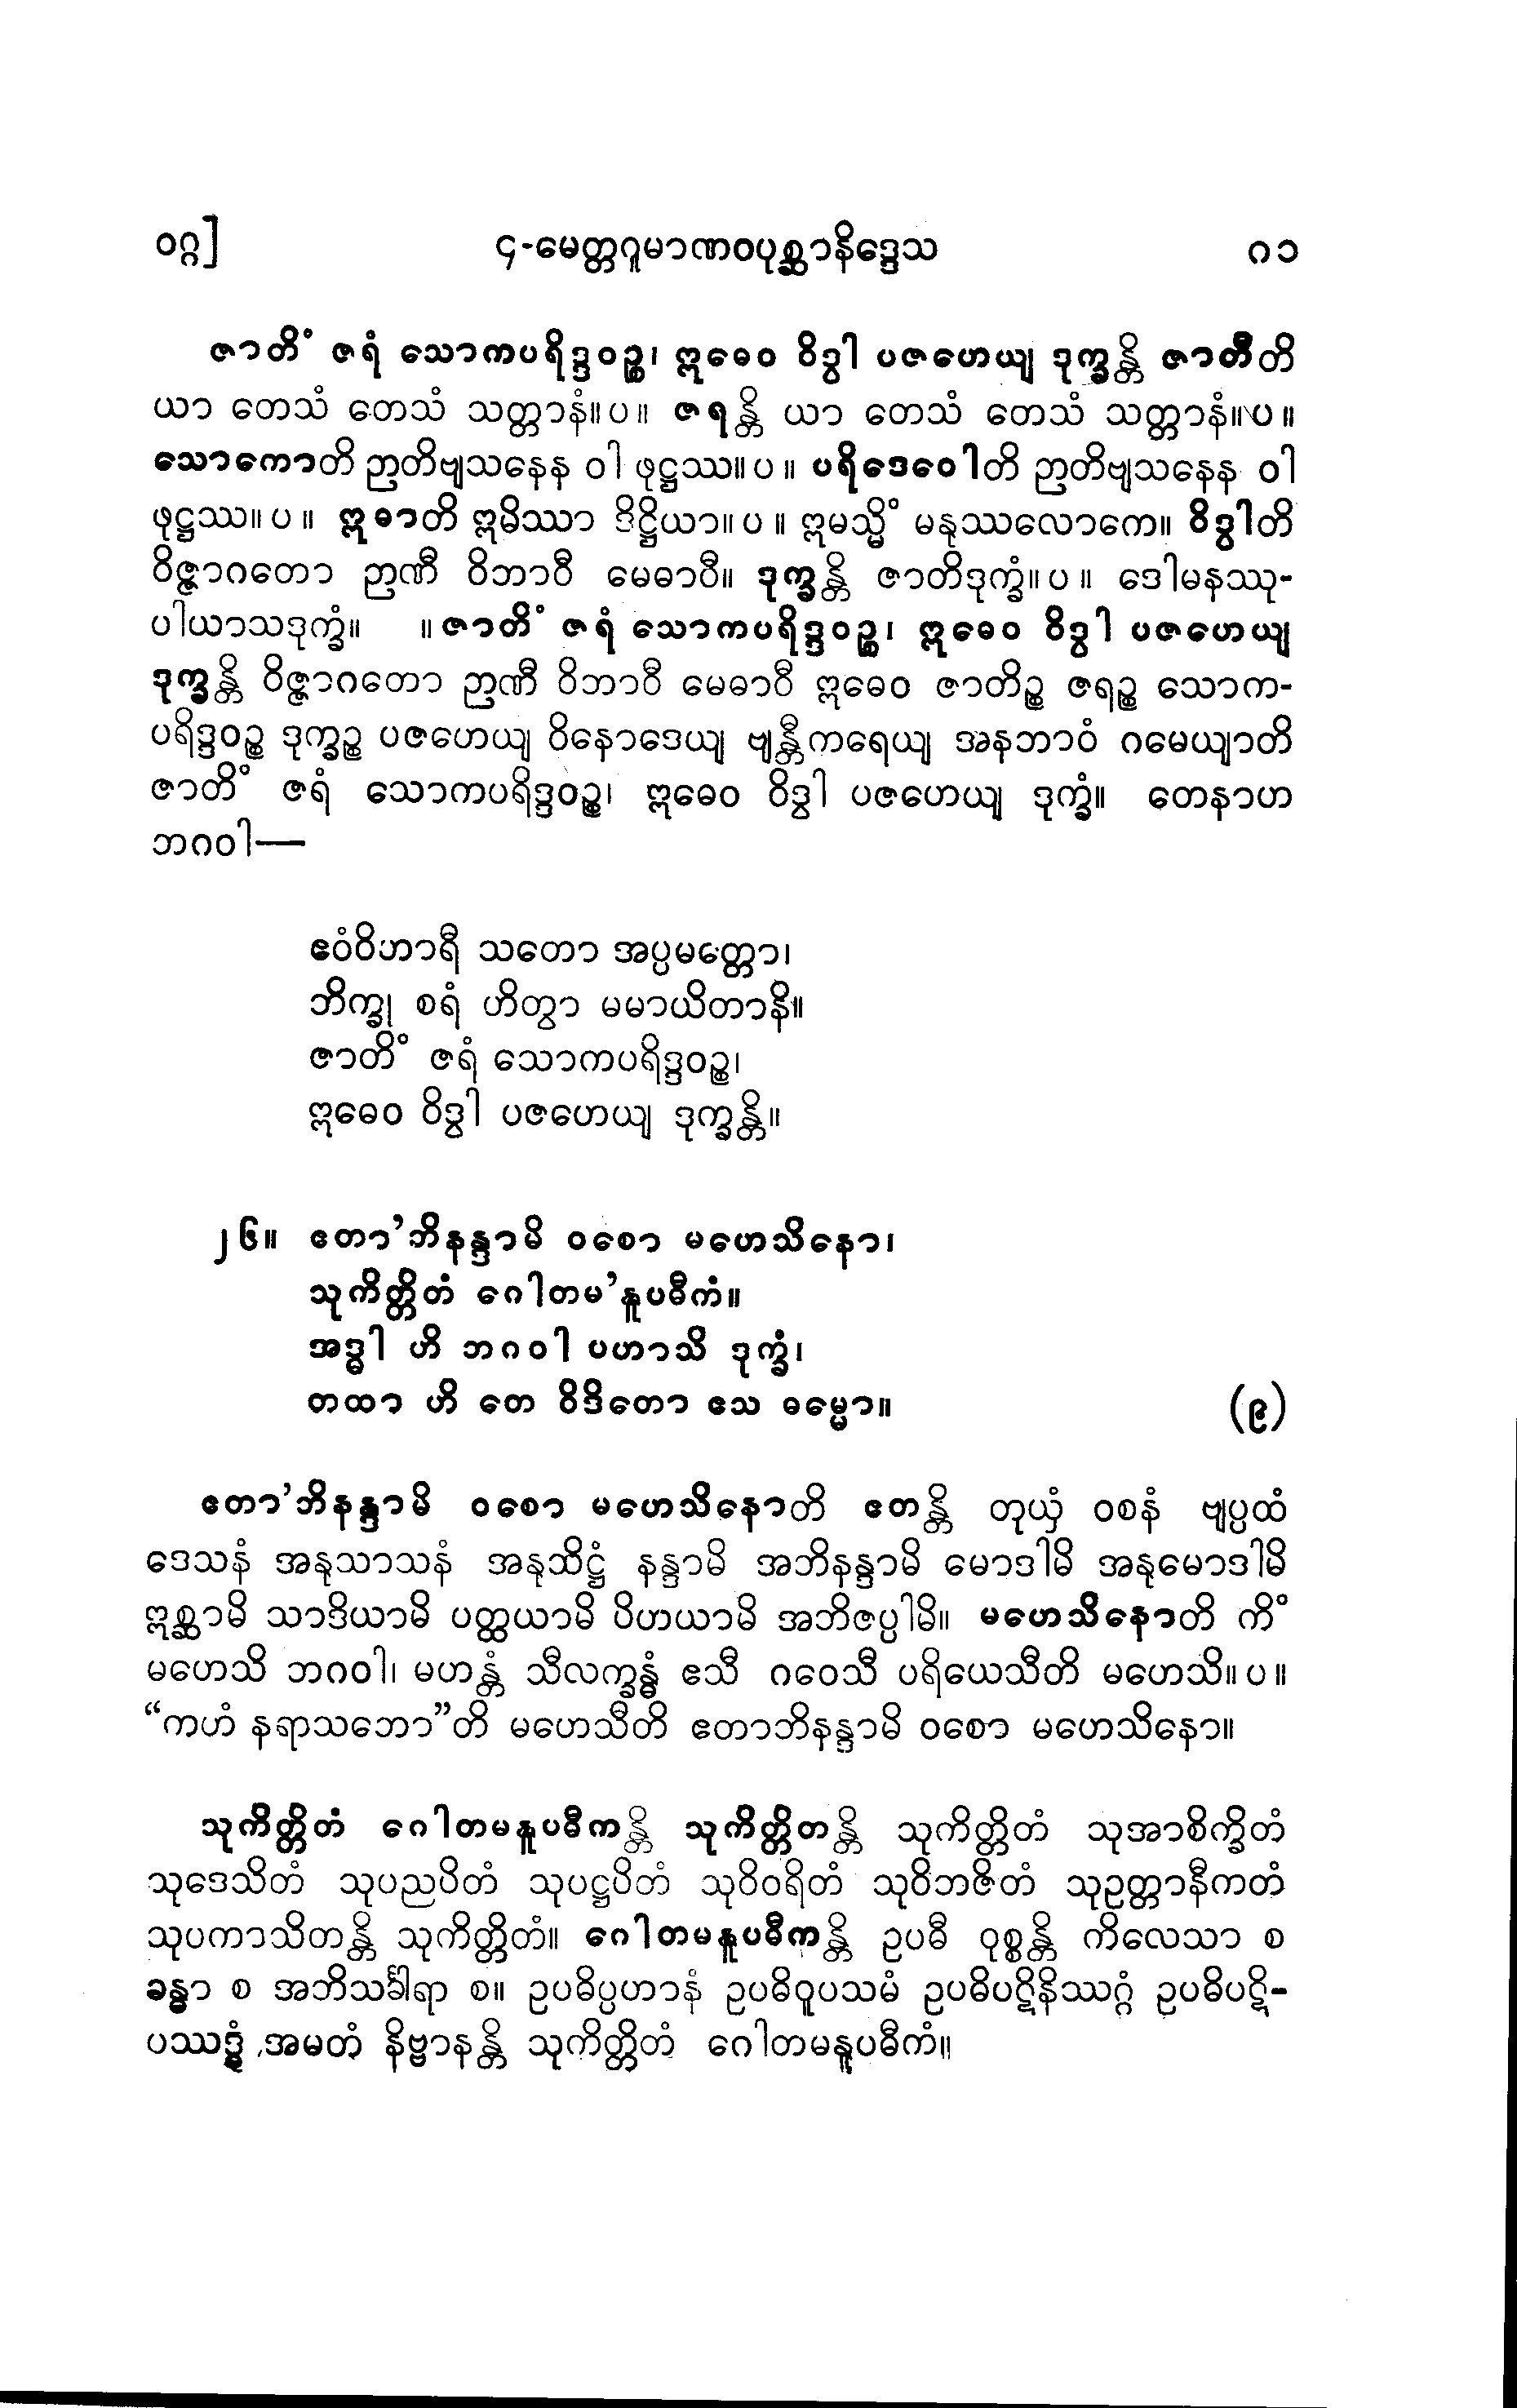 ဝဂ္ဂ] ၄-မေတ္တဂူမာဏဝပုစ္ဆာနိဒ္ဒေသ ဂ၁
ဇာတိံ ဇရံ သောကပရိဒ္ဒဝဉ္စ၊ ဣဓေဝ ဝိဒွါ ပဇဟေယျ ဒုက္ခန္တိ ဇာတီတိ
ယာ တေသံ တေသံ သတ္တာနံ။ပ။ ဇရန္တိ ယာ တေသံ တေသံ သတ္တာနံ။ပ။
သောကောတိ ဉာတိဗျသနေန ဝါ ဖုဋ္ဌဿ။ပ။ ပရိဒေဝေါတိ ဉာတိဗျသနေန ဝါ
ဖုဋ္ဌဿ။ပ။ ဣဓာတိ ဣမိဿာ ဒိဋ္ဌိယာ။ပ။ ဣမသ္မိံ မနုဿလောကေ။ ဝိဒွါတိ
ဝိဇ္ဇာဂတော ဉာဏီ ဝိဘာဝီ မေဓာဝီ။ ဒုက္ခန္တိ ဇာတိဒုက္ခံ။ပ။ ဒေါမနဿု-
ပါယာသဒုက္ခံ။ ။ဇာတိံ ဇရံ သောကပရိဒ္ဒဝဉ္စ၊ ဣဓေဝ ဝိဒွါ ပဇဟေယျ
ဒုက္ခန္တိ ဝိဇ္ဇာဂတော ဉာဏီ ဝိဘာဝီ မေဓာဝီ ဣဓေဝ ဇာတိဉ္စ ဇရဉ္စ သောက-
ပရိဒ္ဒဝဉ္စ ဒုက္ခဉ္စ ပဇဟေယျ ဝိနောဒေယျ ဗျန္တီကရေယျ အနဘာဝံ ဂမေယျာတိ
ဇာတိံ ဇရံ သောကပရိဒ္ဒဝဉ္စ၊ ဣဓေဝ ဝိဒွါ ပဇဟေယျ ဒုက္ခံ။ တေနာဟ
ဘဂဝါ—
ဧဝံဝိဟာရီ သတော အပ္ပမတ္တော၊
ဘိက္ခု စရံ ဟိတွာ မမာယိတာနိ။
ဇာတိံ ဇရံ သောကပရိဒ္ဒဝဉ္စ၊
ဣဓေဝ ဝိဒွါ ပဇဟေယျ ဒုက္ခန္တိ။
၂၆။ ဧတာ’ဘိနန္ဒာမိ ဝစော မဟေသိနော၊
သုကိတ္တိတံ ဂေါတမ’နူပဓီကံ။
အဒ္ဓါ ဟိ ဘဂဝါ ပဟာသိ ဒုက္ခံ၊
တထာ ဟိ တေ ဝိဒိတော ဧသ ဓမ္မော။ (၉)
ဧတာ’ဘိနန္ဒာမိ ဝစော မဟေသိနောတိ ဧတန္တိ တုယှံ ဝစနံ ဗျပ္ပထံ
ဒေသနံ အနုသာသနံ အနုသိဋ္ဌံ နန္ဒာမိ အဘိနန္ဒာမိ မောဒါမိ အနုမောဒါမိ
ဣစ္ဆာမိ သာဒိယာမိ ပတ္ထယာမိ ပိဟယာမိ အဘိဇပ္ပါမိ။ မဟေသိနောတိ ကိံ
မဟေသိ ဘဂဝါ၊ မဟန္တံ သီလက္ခန္ဓံ ဧသီ ဂဝေသီ ပရိယေသီတိ မဟေသိ။ပ။
“ကဟံ နရာသဘော”တိ မဟေသီတိ ဧတာဘိနန္ဒာမိ ဝစော မဟေသိနော။
သုကိတ္တိတံ ဂေါတမနူပဓီကန္တိ သုကိတ္တိတန္တိ သုကိတ္တိတံ သုအာစိက္ခိတံ
သုဒေသိတံ သုပညပိတံ သုပဋ္ဌပိတံ သုဝိဝရိတံ သုဝိဘဇိတံ သုဥတ္တာနီကတံ
သုပကာသိတန္တိ သုကိတ္တိတံ။ ဂေါတမနူပဓီကန္တိ ဥပဓီ ဝုစ္စန္တိ ကိလေသာ စ
ခန္ဓာ စ အဘိသင်္ခါရာ စ။ ဥပဓိပ္ပဟာနံ ဥပဓိဝူပသမံ ဥပဓိပဋိနိဿဂ္ဂံ ဥပဓိပဋိ-
ပဿဒ္ဓံ အမတံ နိဗ္ဗာနန္တိ သုကိတ္တိတံ ဂေါတမနူပဓီကံ။